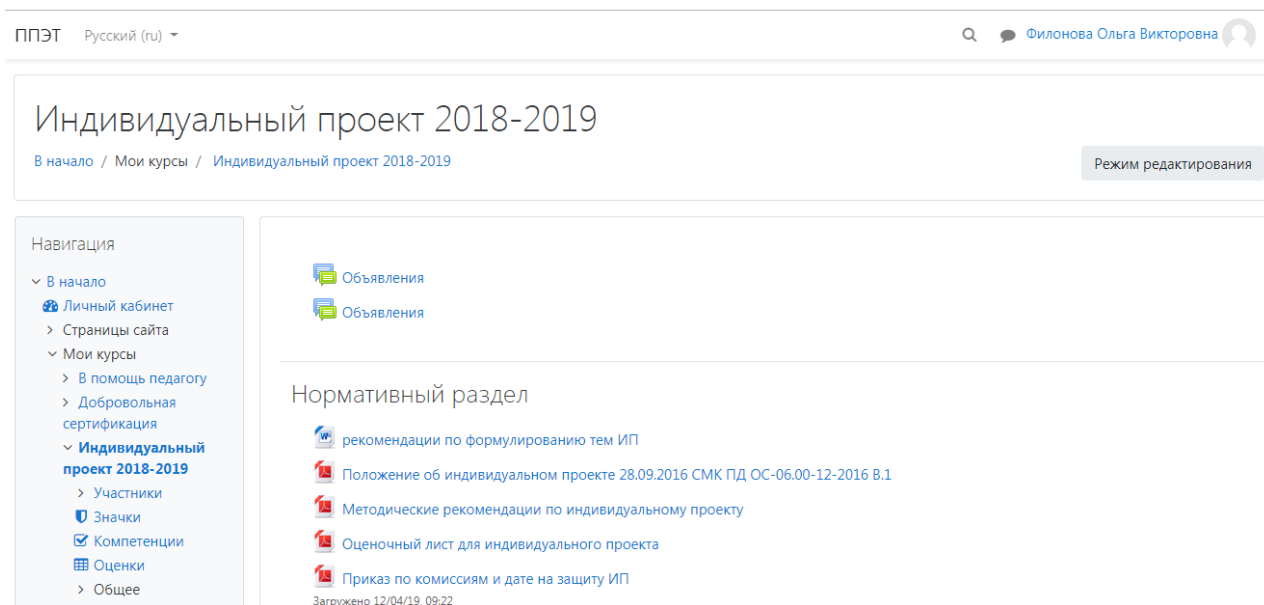 ППЭТ Русский (ru)
Филонова Ольга Викторовна
Индивидуальный проект 2018-2019
В начало / Мои курсы / Индивидуальный проект 2018-2019
Режим редактирования
Навигация
В начало
Личный кабинет
Страницы сайта
Мои курсы
В помощь педагогу
Добровольная
сертификация
Индивидуальный
проект 2018-2019
Участники
Значки
Компетенции
Оценки
Общее
Объявления
Объявления
Нормативный раздел
рекомендации по формулированию тем ИП
Положение об индивидуальном проекте 28.09.2016 СМК ПД ОС-06.00-12-2016 В.1
Методические рекомендации по индивидуальному проекту
Оценочный лист для индивидуального проекта
Приказ по комиссиям и дате на защиту ИП
Загружено 12/04/19, 09:22